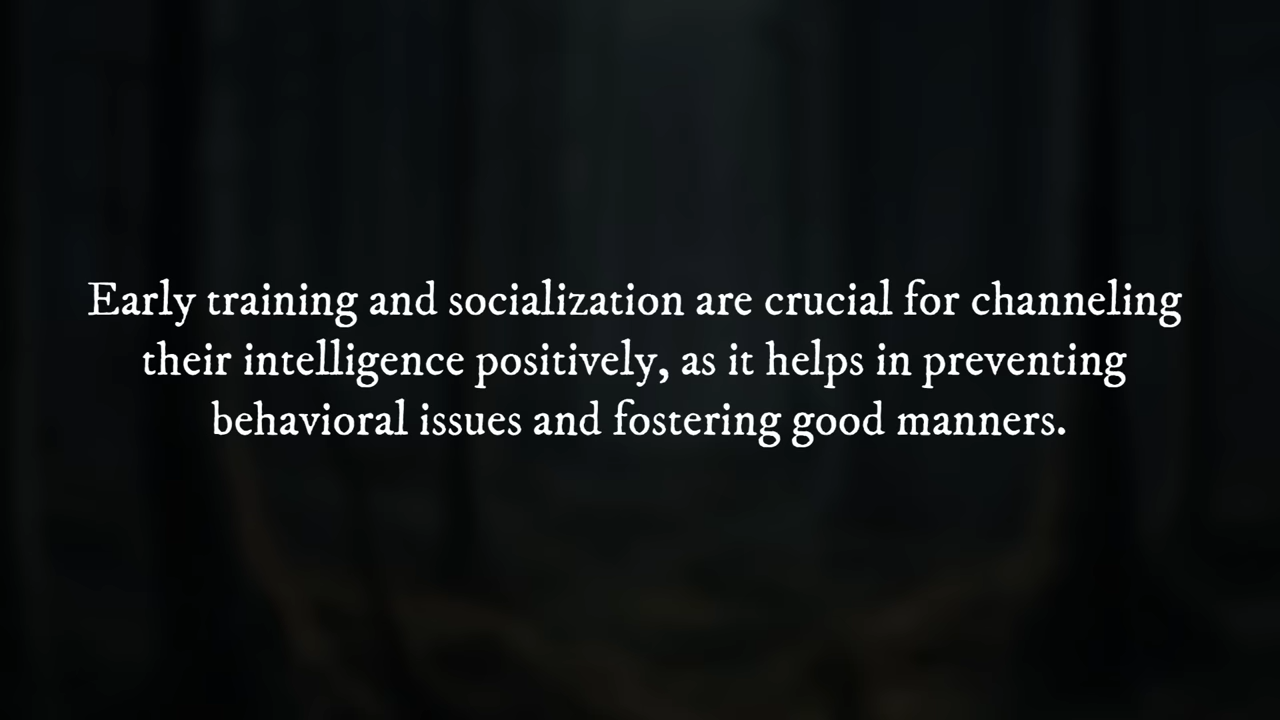 Early training and socialization are crucial for channeling
their intelligence positively, as it helps in preventing
behavioral issues and fostering good manners.